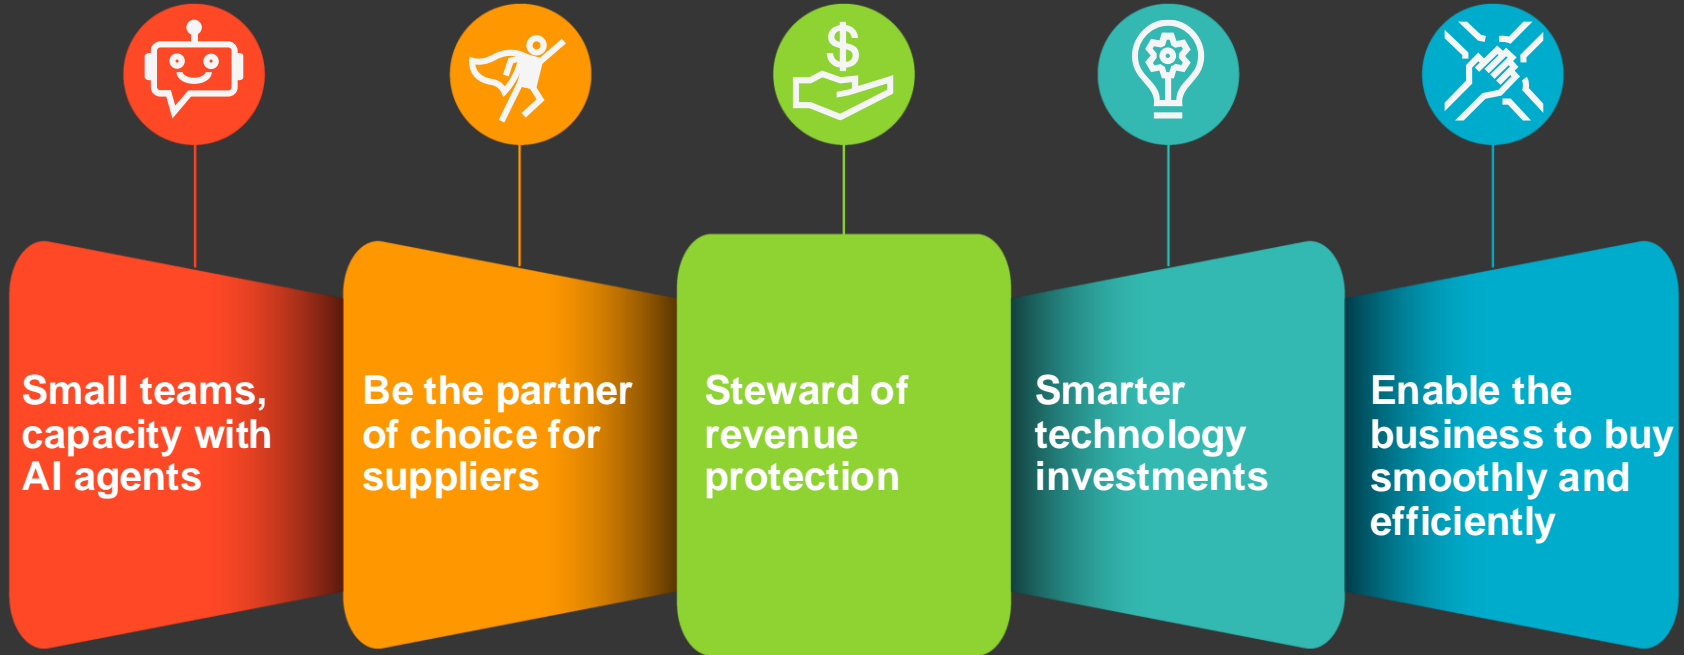 $
Small teams,
capacity with
AI agents
Be the partner
of choice for
suppliers
Steward of
revenue
protection
Smarter
technology
investments
Enable the
business to buy
smoothly and
efficiently